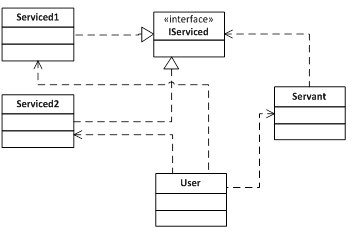 Serviced1
«interface»
IServiced
Servant
Serviced2
User